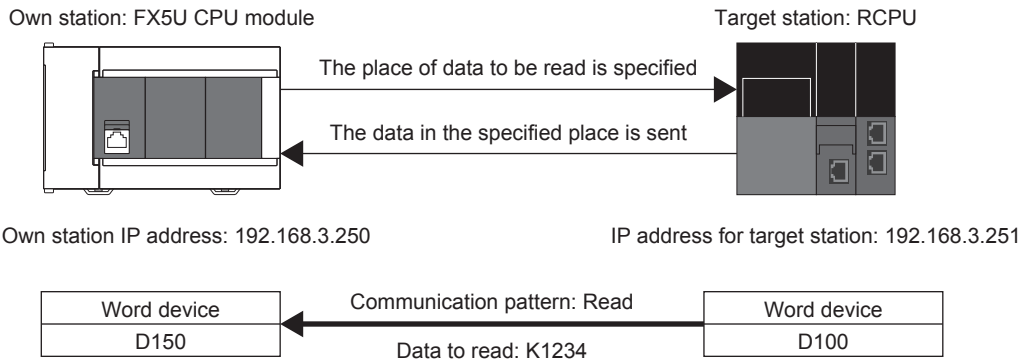 Own station: FX5U CPU module
Target station: RCPU
The place of data to be read is specified
The data in the specified place is sent
Own station IP address: 192.168.3.250
IP address for target station: 192.168.3.251
Word device
D150
Communication pattern: Read
Data to read: K1234
Word device
D100